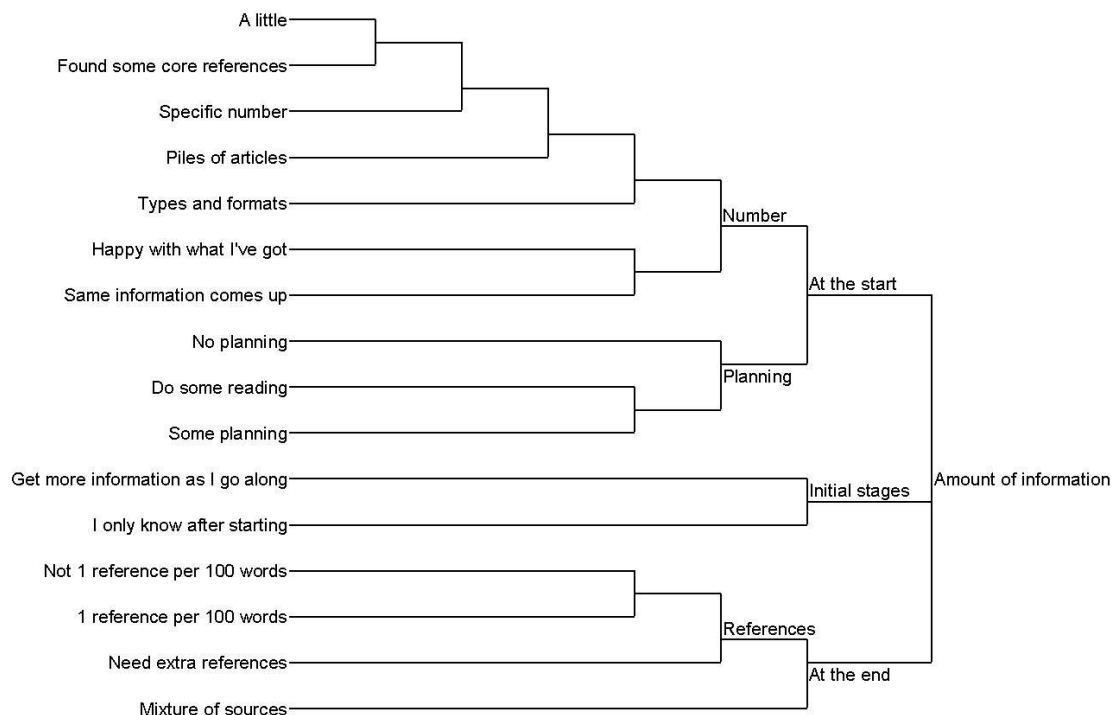 A little
Found some core references
Specific number
Piles of articles
Types and formats
Number
Happy with what I've got
At the start
Same information comes up
No planning
Planning
Do some reading
Some planning
Get more information as I go along
Initial stages
Amount of information
I only know after starting
Not 1 reference per 100 words
1 reference per 100 words
References
Need extra references
At the end
Mixture of sources